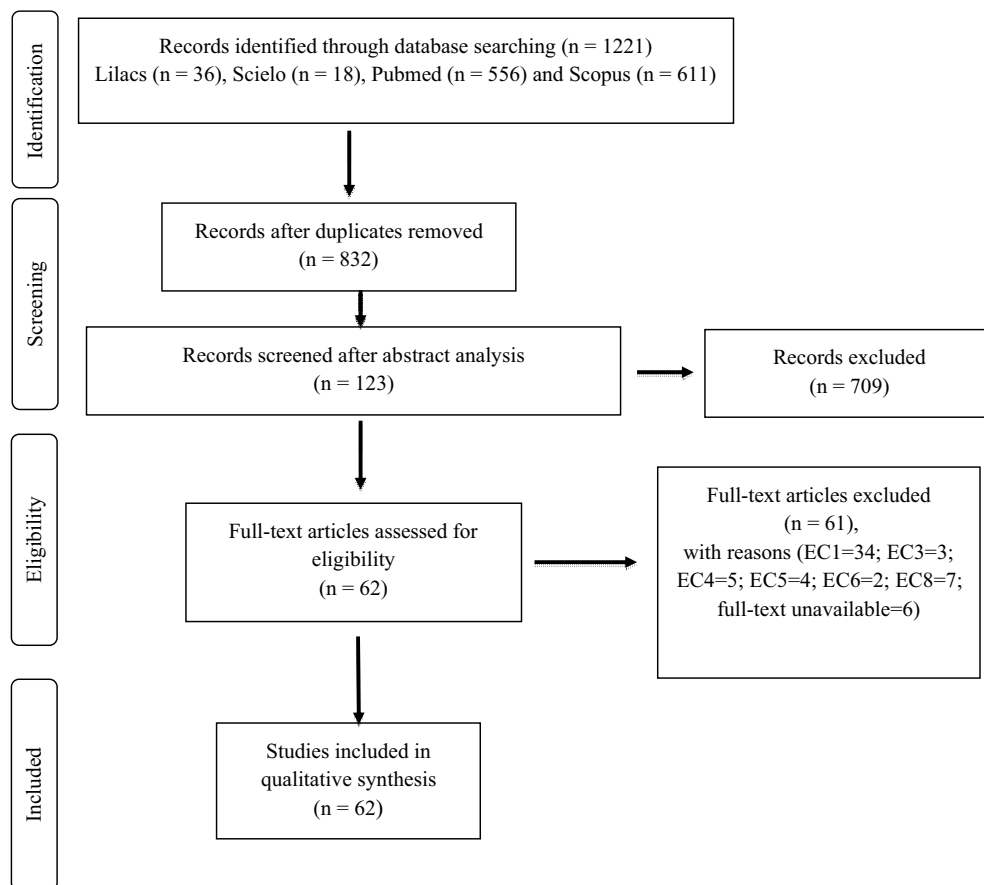 Identification
Records identified through database searching (n = 1221)
Lilacs (n = 36), Scielo (n = 18), Pubmed (n = 556) and Scopus (n = 611)
Screening
Records after duplicates removed
(n = 832)
Records screened after abstract analysis
(n = 123)
Records excluded
(n = 709)
Eligibility
Full-text articles assessed for
eligibility
(n = 62)
Full-text articles excluded
(n = 61),
with reasons (EC1=34; EC3=3;
EC4=5; EC5=4; EC6=2; EC8=7;
full-text unavailable=6)
Included
Studies included in
qualitative synthesis
(n = 62)